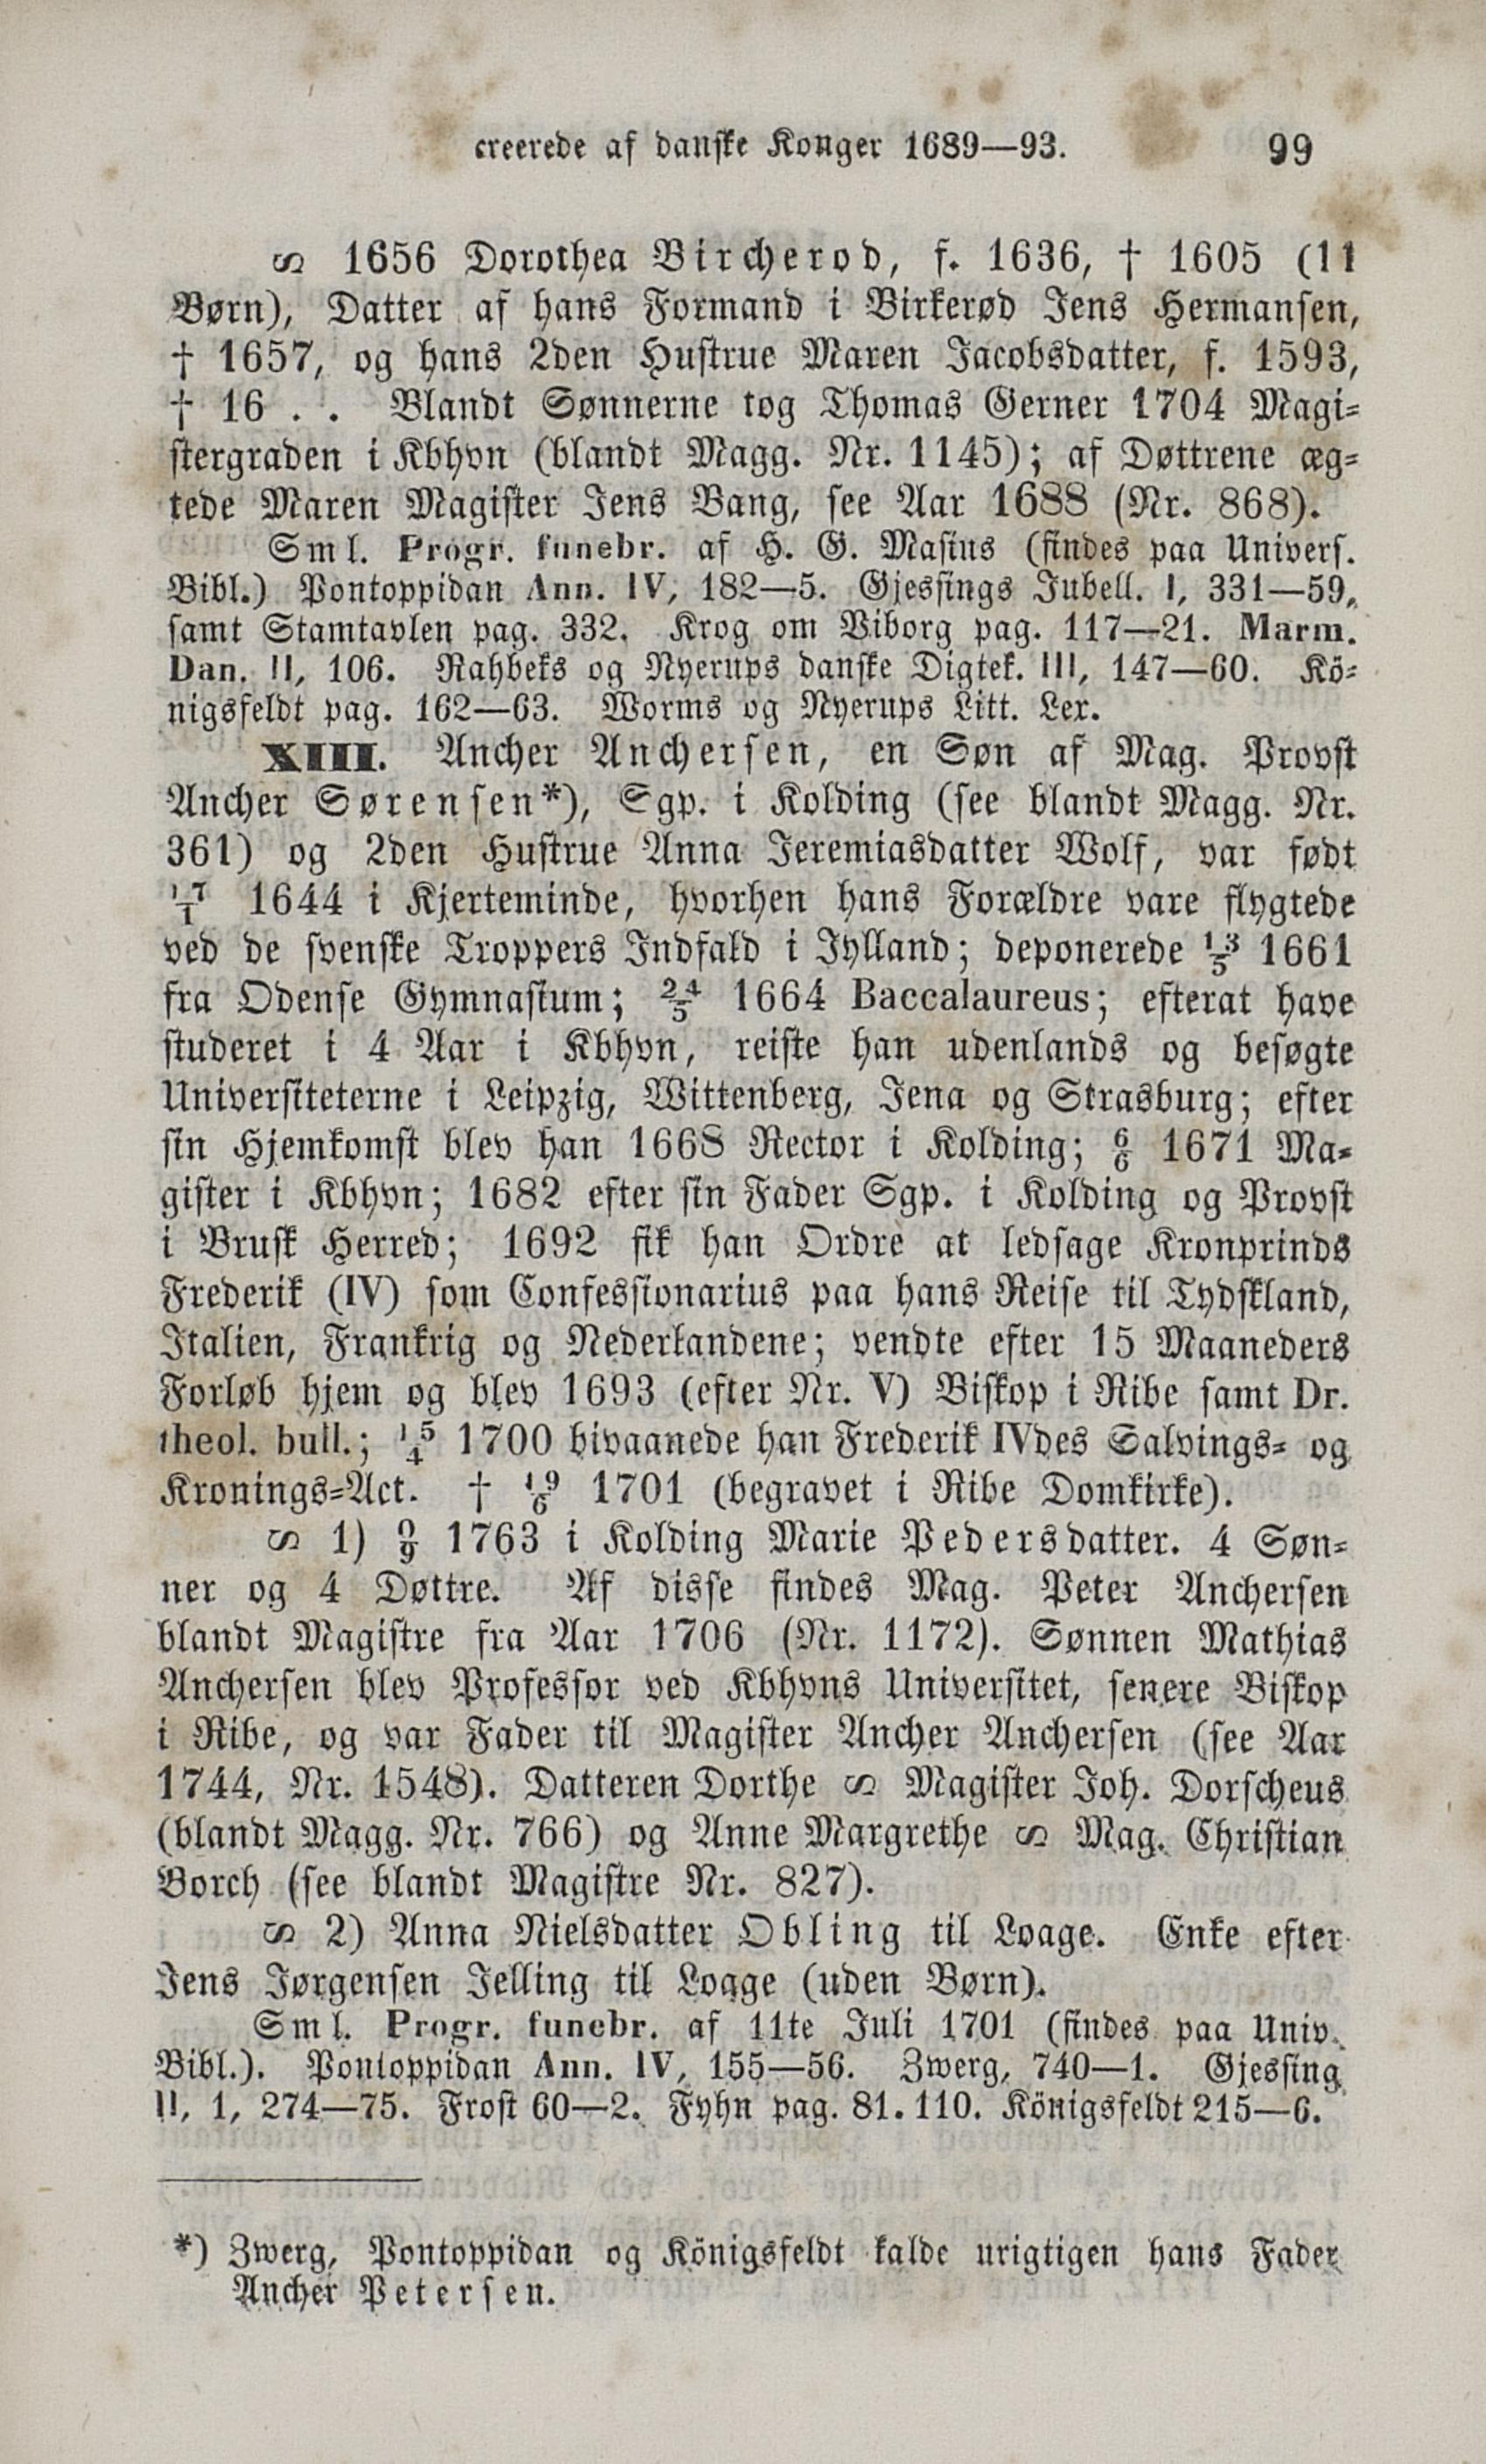 creerede af danske Konger 1689—93. 99
∽ 1656 Dorothea Bircherod, f. 1636, † 1605 (11
Børn), Datter af hans Formand i Birkerød Jens Hermansen,
† 1657, og hans 2den Hustrue Maren Jacobsdatter, f. 1593,
† 16 . . Blandt Sønnerne tog Thomas Gerner 1704 Magi-
stergraden i Kbhvn (blandt Magg. Nr. 1145); af Døttrene æg-
tede Maren Magister Jens Bang, see Aar 1688 (Nr. 868).
Sml. Progr. funebr. af H. G. Masius (findes paa Univers.
Bibl.) Pontoppidan Ann. IV, 182—5. Gjessings Jubell. I, 331—59,
samt Stamtavlen pag. 332. Krog om Viborg pag. 117—21. Marm.
Dan. II, 106. Rahbeks og Nyerups danske Digtek. III, 147—60. Kö-
nigsfeldt pag. 162—63. Worms og Nyerups Litt. Lex.
XIII. Ancher Anchersen, en Søn af Mag. Provst
Ancher Sørensen*), Sgp. i Kolding (see blandt Magg. Nr.
361) og 2den Hustrue Anna Jeremiasdatter Wolf, var født
17/1 1644 i Kjerteminde, hvorhen hans Forældre vare flygtede
ved de svenske Troppers Indfald i Jylland; deponerede 13/5 1661
fra Odense Gymnasium; 24/5 1664 Baccalaureus; efterat have
studeret i 4 Aar i Kbhvn, reiste han udenlands og besøgte
Universiteterne i Leipzig, Wittenberg, Jena og Strasburg; efter
sin Hjemkomst blev han 1668 Rector i Kolding; 6/6 1671 Ma-
gister i Kbhvn; 1682 efter sin Fader Sgp. i Kolding og Provst
i Brusk Herred; 1692 fik han Ordre at ledsage Kronprinds
Frederik (IV) som Confessionarius paa hans Reise til Tydskland,
Italien, Frankrig og Nederlandene; vendte efter 15 Maaneders
Forløb hjem og blev 1693 (efter Nr. V) Biskop i Ribe samt Dr.
theol. bull.; 15/4 1700 bivaanede han Frederik IVdes Salvings- og
Kronings-Act. † 19/6 1701 (begravet i Ribe Domkirke).
∽ 1) 9/9 1763 i Kolding Marie Pedersdatter. 4 Søn-
ner og 4 Døttre. Af disse findes Mag. Peter Anchersen
blandt Magistre fra Aar 1706 (Nr. 1172). Sønnen Mathias
Anchersen blev Professor ved Kbhvns Universitet, senere Biskop
i Ribe, og var Fader til Magister Ancher Anchersen (see Aar
1744, Nr. 1548). Datteren Dorthe ∽ Magister Joh. Dorscheus
(blandt Magg. Nr. 766) og Anne Margrethe ∽ Mag. Christian
Borch (see blandt Magistre Nr. 827).
∽ 2) Anna Nielsdatter Obling til Loage. Enke efter
Jens Jørgensen Jelling til Loage (uden Børn).
Sml. Progr. funebr. af 11te Juli 1701 (findes paa Univ.
Bibl.). Pontoppidan Ann. IV, 155—56. Zwerg, 740—1. Gjessing
II, 1, 274—75. Frost 60—2. Fyhn pag. 81. 110. Königsfeldt 215—6.
*) Zwerg, Pontoppidan og Königsfeldt kalde urigtigen hans Fader
Ancher Petersen.